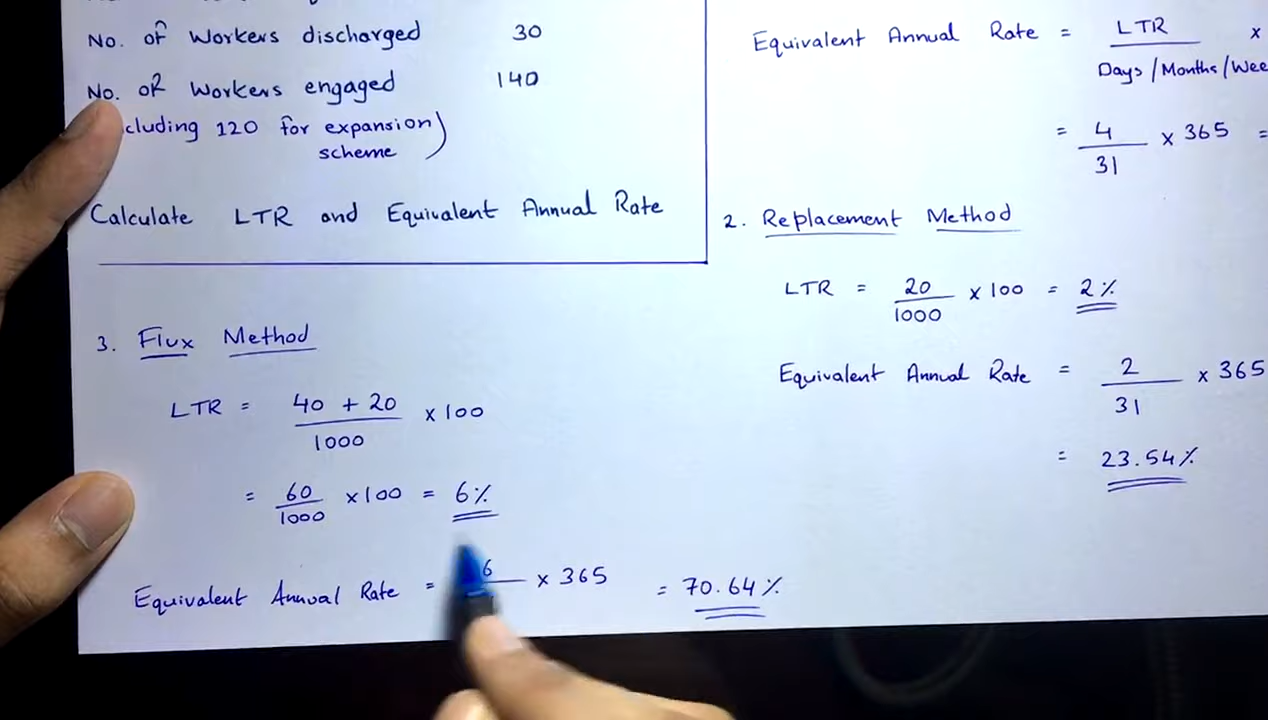 No. of Workers discharged 30
No. of Workers engaged 140
cluding 120 for expansion
scheme)
Calculate LTR and Equivalent Annual Rate
3. Flux Method
LTR = 40 + 20 / 1000 × 100
= 60 / 1000 × 100 = 6%
Equivalent Annual Rate = 6 × 365 = 70.64%
Equivalent Annual Rate = LTR / Days/Months/Wee ×
= 4 / 31 × 365 =
2. Replacement Method
LTR = 20 / 1000 × 100 = 2%
Equivalent Annual Rate = 2 / 31 × 365
= 23.54%